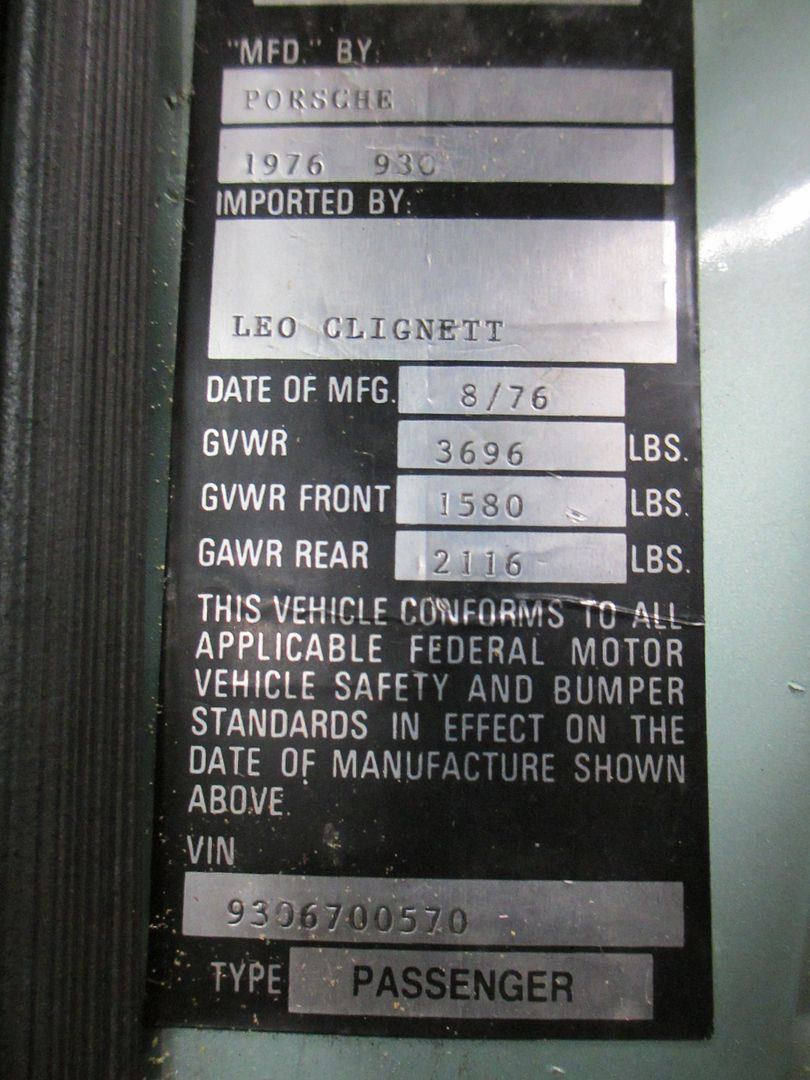 "MFD." BY:
PORSCHE
1976 930
IMPORTED BY:
LEO CLIGNETT
DATE OF MFG. 8/76
GVWR 3696 LBS.
GVWR FRONT 1580 LBS.
GAWR REAR 2116 LBS.
THIS VEHICLE CONFORMS TO ALL
APPLICABLE FEDERAL MOTOR
VEHICLE SAFETY AND BUMPER
STANDARDS IN EFFECT ON THE
DATE OF MANUFACTURE SHOWN
ABOVE.
VIN
9306700570
TYPE PASSENGER